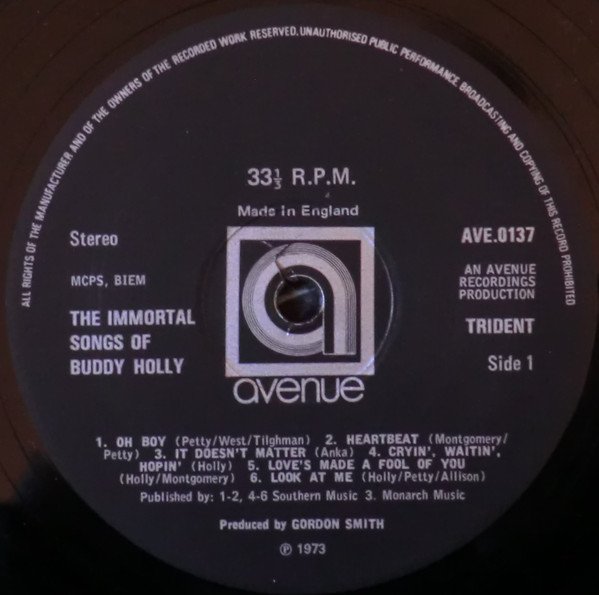 ALL RIGHTS OF THE MANUFACTURER AND OF THE OWNERS OF THE RECORDED WORK RESERVED. UNAUTHORISED PUBLIC PERFORMANCE BROADCASTING AND COPYING OF THIS RECORD PROHIBITED
33⅓ R.P.M.
Made In England
Stereo
AVE.0137
MCPS, BIEM
AN AVENUE
RECORDINGS
PRODUCTION
THE IMMORTAL
SONGS OF
BUDDY HOLLY
TRIDENT
Side 1
a
avenue
1. OH BOY (Petty/West/Tilghman) 2. HEARTBEAT (Montgomery/
Petty) 3. IT DOESN'T MATTER (Anka) 4. CRYIN', WAITIN',
HOPIN' (Holly) 5. LOVE'S MADE A FOOL OF YOU
(Holly/Montgomery) 6. LOOK AT ME (Holly/Petty/Allison)
Published by: 1-2, 4-6 Southern Music 3. Monarch Music
Produced by GORDON SMITH
℗ 1973